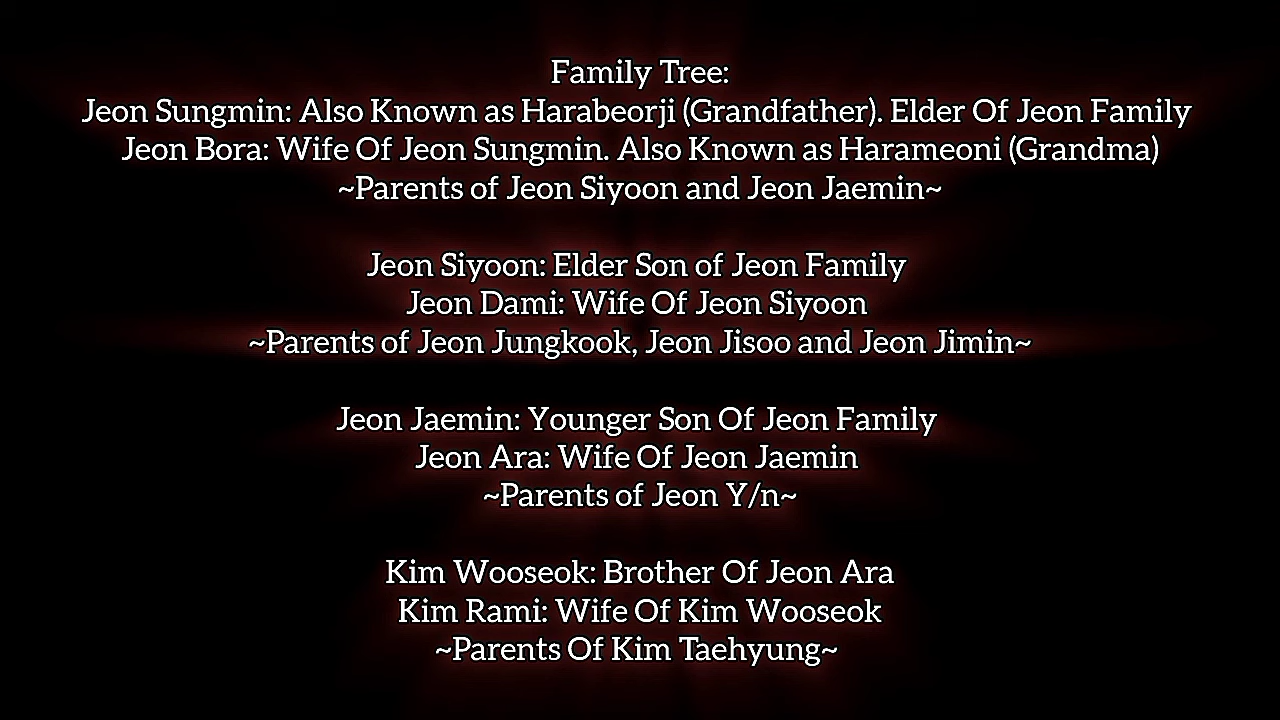 Family Tree:
Jeon Sungmin: Also Known as Harabeorji (Grandfather). Elder Of Jeon Family
Jeon Bora: Wife Of Jeon Sungmin. Also Known as Harameoni (Grandma)
~Parents of Jeon Siyoon and Jeon Jaemin~
Jeon Siyoon: Elder Son of Jeon Family
Jeon Dami: Wife Of Jeon Siyoon
~Parents of Jeon Jungkook, Jeon Jisoo and Jeon Jimin~
Jeon Jaemin: Younger Son Of Jeon Family
Jeon Ara: Wife Of Jeon Jaemin
~Parents of Jeon Y/n~
Kim Wooseok: Brother Of Jeon Ara
Kim Rami: Wife Of Kim Wooseok
~Parents Of Kim Taehyung~